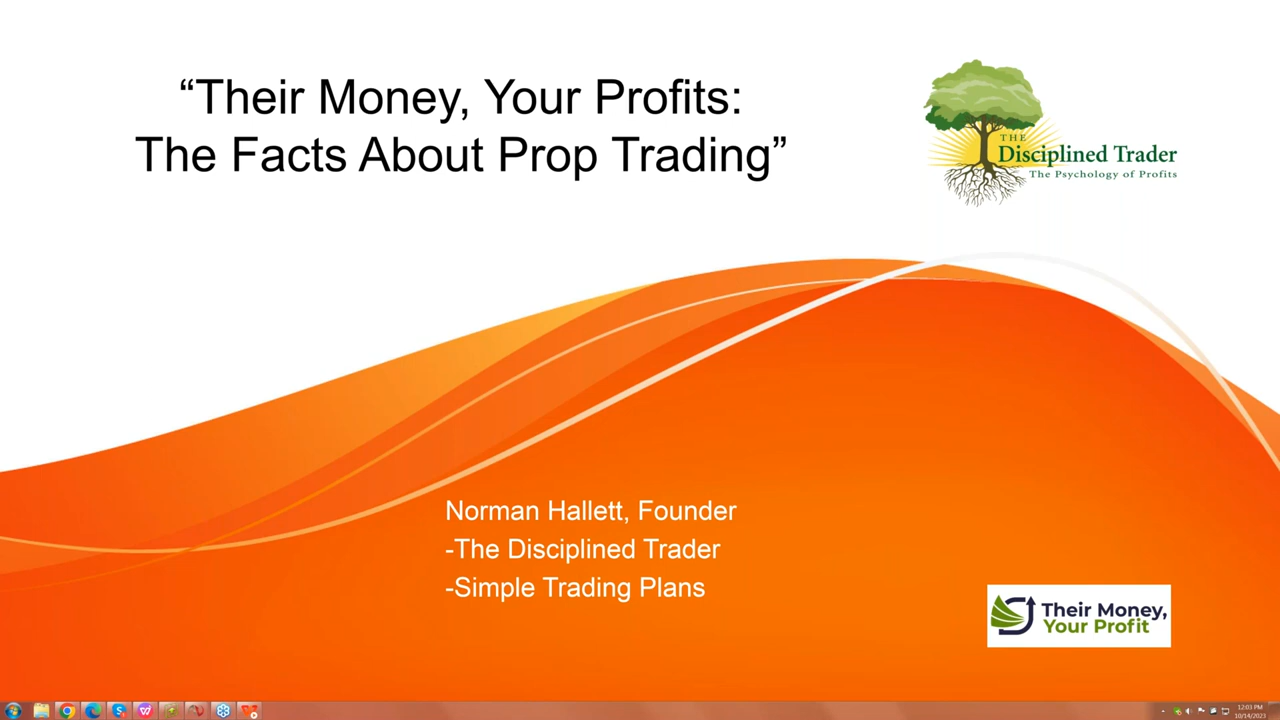 “Their Money, Your Profits:
The Facts About Prop Trading”
THE
Disciplined Trader
The Psychology of Profits
Norman Hallett, Founder
-The Disciplined Trader
-Simple Trading Plans
Their Money,
Your Profit
12:03 PM
10/14/2023